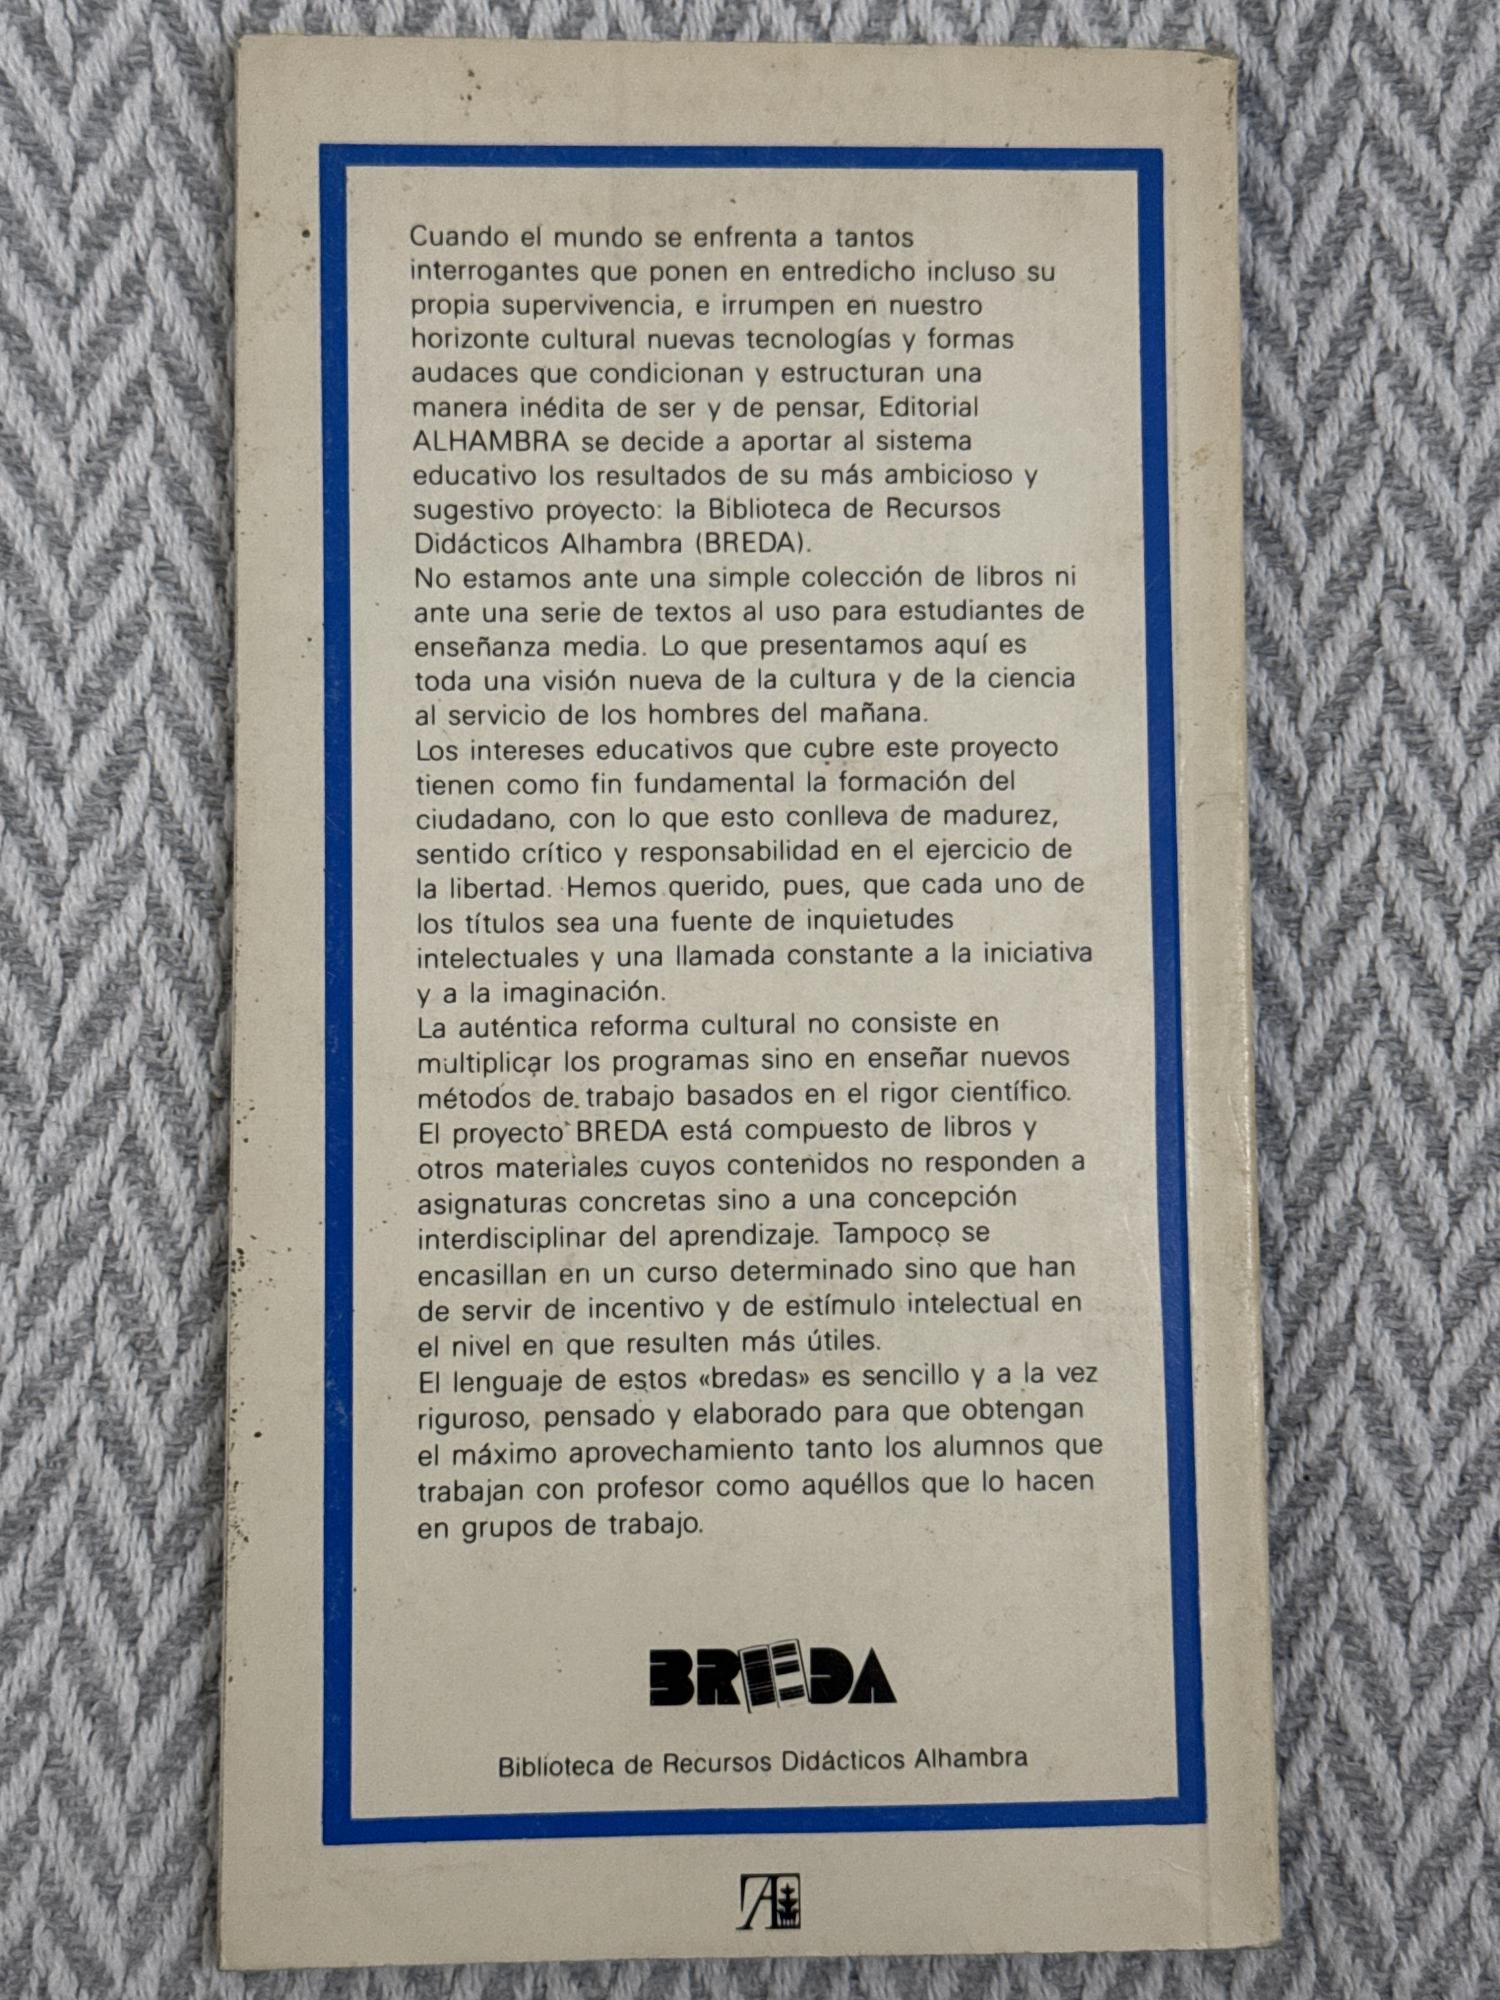 Cuando el mundo se enfrenta a tantos
interrogantes que ponen en entredicho incluso su
propia supervivencia, e irrumpen en nuestro
horizonte cultural nuevas tecnologías y formas
audaces que condicionan y estructuran una
manera inédita de ser y de pensar, Editorial
ALHAMBRA se decide a aportar al sistema
educativo los resultados de su más ambicioso y
sugestivo proyecto: la Biblioteca de Recursos
Didácticos Alhambra (BREDA).
No estamos ante una simple colección de libros ni
ante una serie de textos al uso para estudiantes de
enseñanza media. Lo que presentamos aquí es
toda una visión nueva de la cultura y de la ciencia
al servicio de los hombres del mañana.
Los intereses educativos que cubre este proyecto
tienen como fin fundamental la formación del
ciudadano, con lo que esto conlleva de madurez,
sentido crítico y responsabilidad en el ejercicio de
la libertad. Hemos querido, pues, que cada uno de
los títulos sea una fuente de inquietudes
intelectuales y una llamada constante a la iniciativa
y a la imaginación.
La auténtica reforma cultural no consiste en
multiplicar los programas sino en enseñar nuevos
métodos de trabajo basados en el rigor científico.
El proyecto BREDA está compuesto de libros y
otros materiales cuyos contenidos no responden a
asignaturas concretas sino a una concepción
interdisciplinar del aprendizaje. Tampoco se
encasillan en un curso determinado sino que han
de servir de incentivo y de estímulo intelectual en
el nivel en que resulten más útiles.
El lenguaje de estos «bredas» es sencillo y a la vez
riguroso, pensado y elaborado para que obtengan
el máximo aprovechamiento tanto los alumnos que
trabajan con profesor como aquéllos que lo hacen
en grupos de trabajo.
BREDA
Biblioteca de Recursos Didácticos Alhambra
A